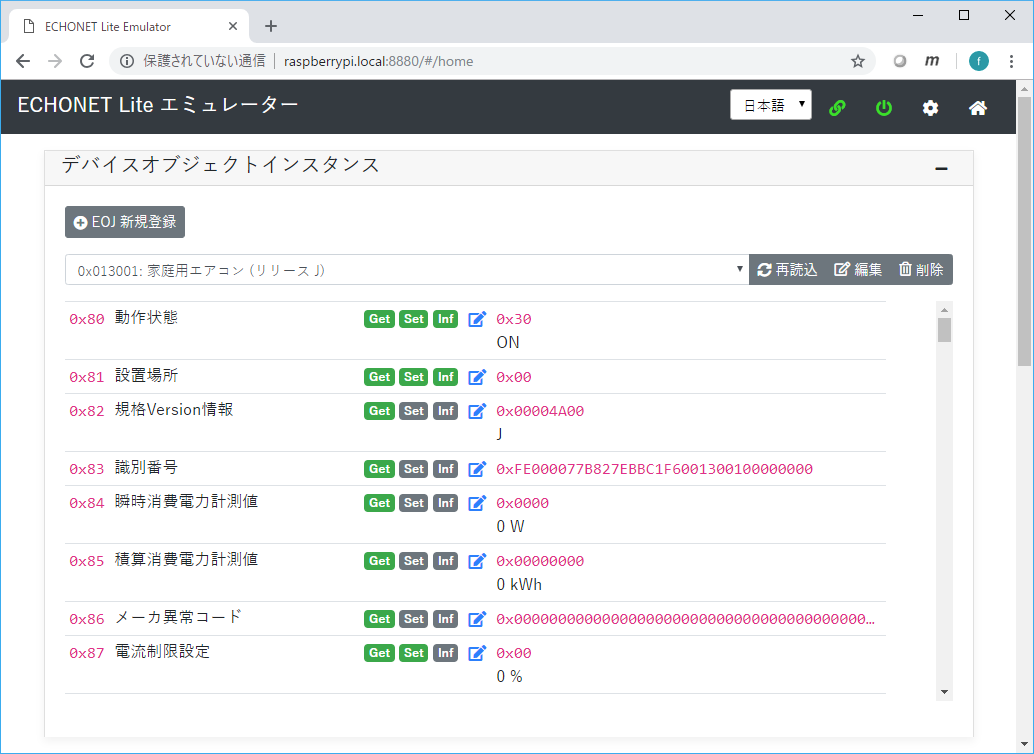 ECHONET Lite Emulator
保護されていない通信 raspberrypi.local:8880/#/home
m
f
ECHONET Lite エミュレーター
日本語
デバイスオブジェクトインスタンス
EOJ 新規登録
0x013001: 家庭用エアコン (リリース J)
再読込 編集 削除
0x80 動作状態 Get Set Inf 0x30
ON
0x81 設置場所 Get Set Inf 0x00
0x82 規格Version情報 Get Set Inf 0x00004A00
J
0x83 識別番号 Get Set Inf 0xFE000077B827EBBC1F6001300100000000
0x84 瞬時消費電力計測値 Get Set Inf 0x0000
0 W
0x85 積算消費電力計測値 Get Set Inf 0x00000000
0 kWh
0x86 メーカ異常コード Get Set Inf 0x0000000000000000000000000000000000000000...
0x87 電流制限設定 Get Set Inf 0x00
0 %